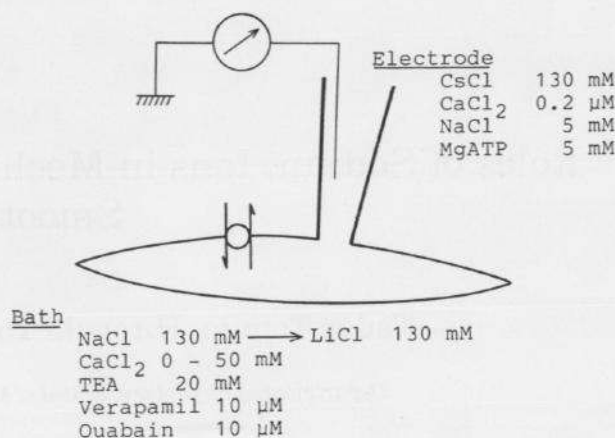 Electrode
CsCl 130 mM
CaCl2 0.2 µM
NaCl 5 mM
MgATP 5 mM
Bath
NaCl 130 mM → LiCl 130 mM
CaCl2 0 - 50 mM
TEA 20 mM
Verapamil 10 µM
Ouabain 10 µM